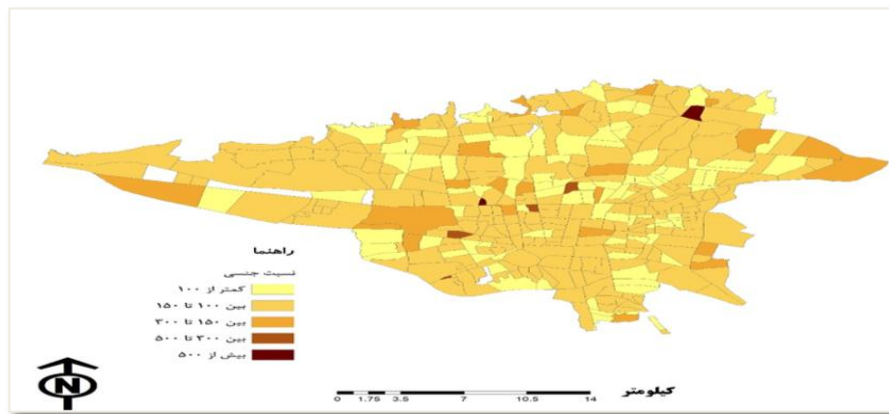 راهنما
نسبت جنسی
کمتر از ۱۰۰
بین ۱۰۰ تا ۱۵۰
بین ۱۵۰ تا ۳۰۰
بین ۳۰۰ تا ۵۰۰
بیش از ۵۰۰
N
کیلومتر
0 1.75 3.5 7 10.5 14